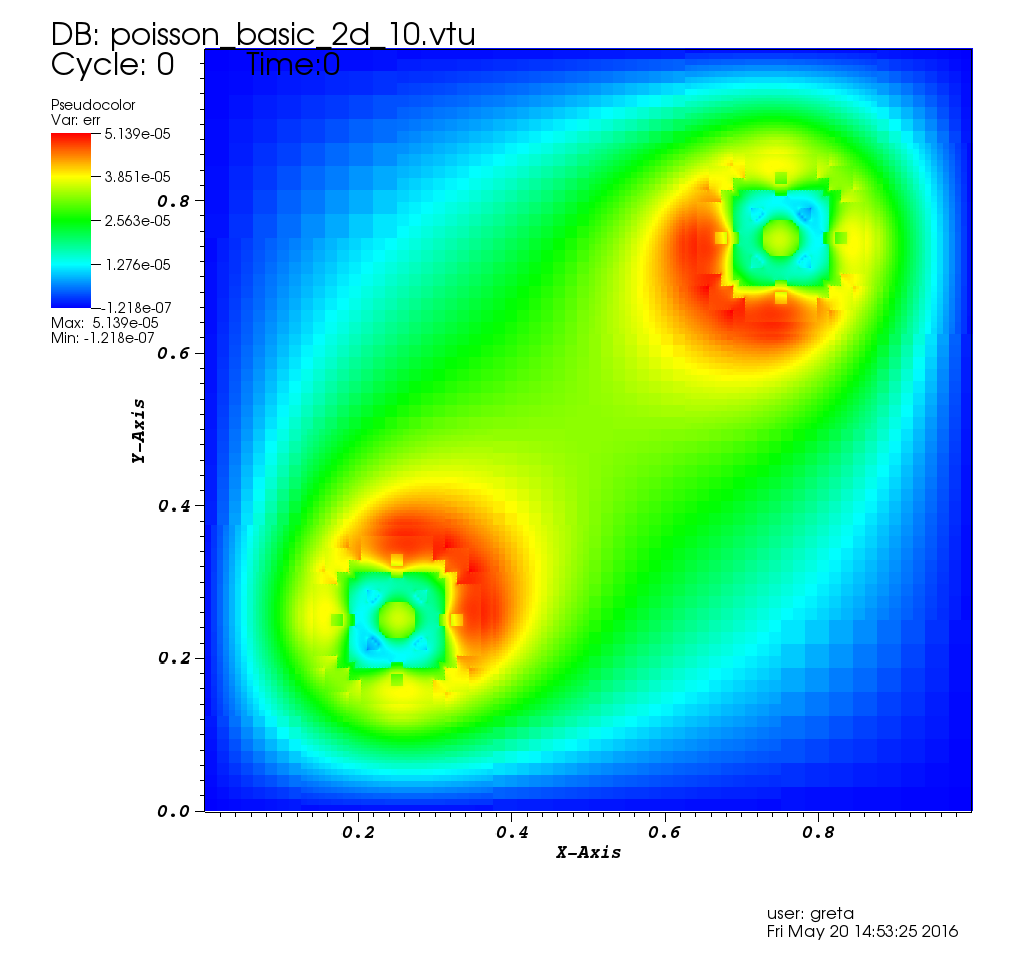 DB: poisson_basic_2d_10.vtu
Cycle: 0 Time:0
Pseudocolor
Var: err
5.139e-05
3.851e-05
2.563e-05
1.276e-05
-1.218e-07
Max: 5.139e-05
Min: -1.218e-07
0.8
0.6
0.4
0.2
0.0
Y-Axis
0.2 0.4 0.6 0.8
X-Axis
user: greta
Fri May 20 14:53:25 2016